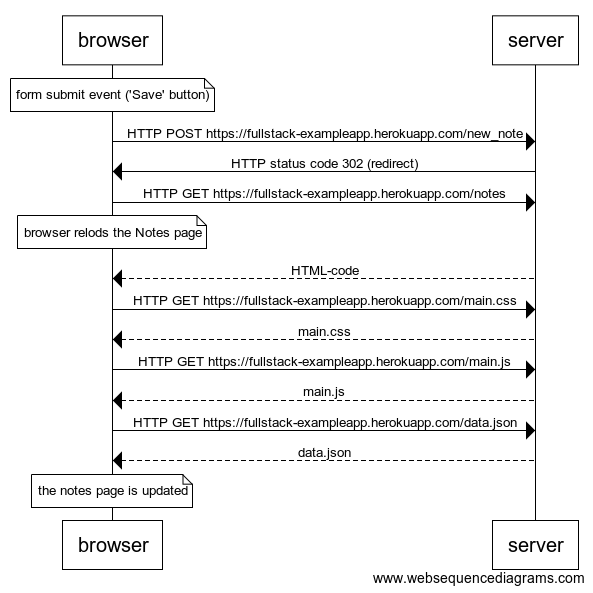 browser
server
form submit event ('Save' button)
HTTP POST https://fullstack-exampleapp.herokuapp.com/new_note
HTTP status code 302 (redirect)
HTTP GET https://fullstack-exampleapp.herokuapp.com/notes
browser relods the Notes page
HTML-code
HTTP GET https://fullstack-exampleapp.herokuapp.com/main.css
main.css
HTTP GET https://fullstack-exampleapp.herokuapp.com/main.js
main.js
HTTP GET https://fullstack-exampleapp.herokuapp.com/data.json
data.json
the notes page is updated
browser
server
www.websequencediagrams.com